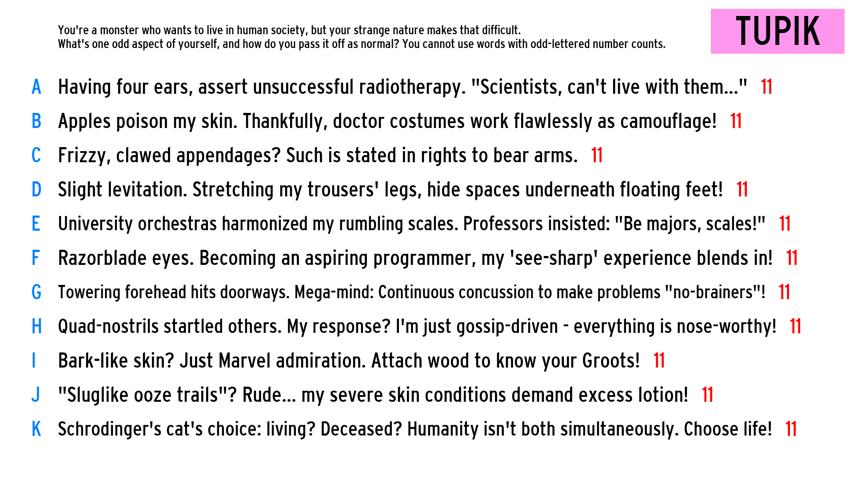 You're a monster who wants to live in human society, but your strange nature makes that difficult.
What's one odd aspect of yourself, and how do you pass it off as normal? You cannot use words with odd-lettered number counts.
TUPIK
A Having four ears, assert unsuccessful radiotherapy. "Scientists, can't live with them..." 11
B Apples poison my skin. Thankfully, doctor costumes work flawlessly as camouflage! 11
C Frizzy, clawed appendages? Such is stated in rights to bear arms. 11
D Slight levitation. Stretching my trousers' legs, hide spaces underneath floating feet! 11
E University orchestras harmonized my rumbling scales. Professors insisted: "Be majors, scales!" 11
F Razorblade eyes. Becoming an aspiring programmer, my 'see-sharp' experience blends in! 11
G Towering forehead hits doorways. Mega-mind: Continuous concussion to make problems "no-brainers"! 11
H Quad-nostrils startled others. My response? I'm just gossip-driven - everything is nose-worthy! 11
I Bark-like skin? Just Marvel admiration. Attach wood to know your Groots! 11
J "Sluglike ooze trails"? Rude... my severe skin conditions demand excess lotion! 11
K Schrodinger's cat's choice: living? Deceased? Humanity isn't both simultaneously. Choose life! 11